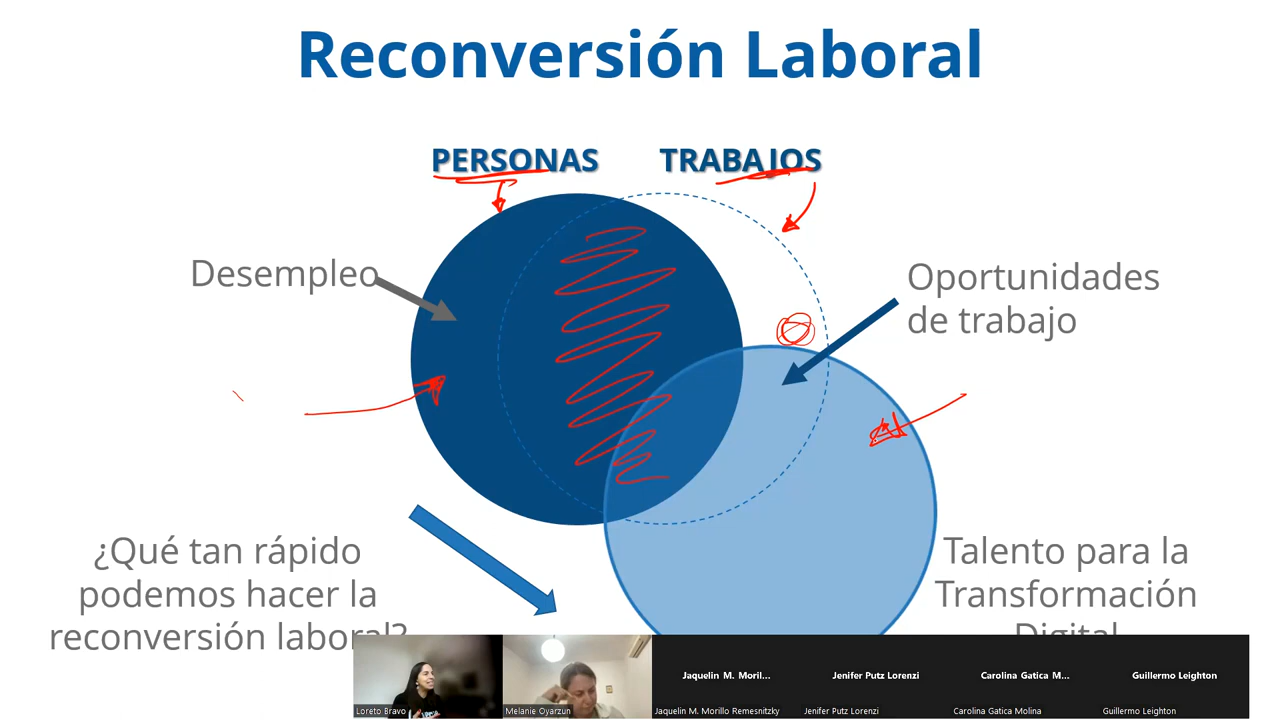 Reconversión Laboral
PERSONAS TRABAJOS
Desempleo
Oportunidades
de trabajo
¿Qué tan rápido
podemos hacer la
reconversión laboral?
Talento para la
Transformación
Digital
Jaquelin M. Moril...
Jenifer Putz Lorenzi
Carolina Gatica M...
Guillermo Leighton
Loreto Bravo
Melanie Oyarzun
Jaquelin M. Morillo Remesnitzky
Jenifer Putz Lorenzi
Carolina Gatica Molina
Guillermo Leighton